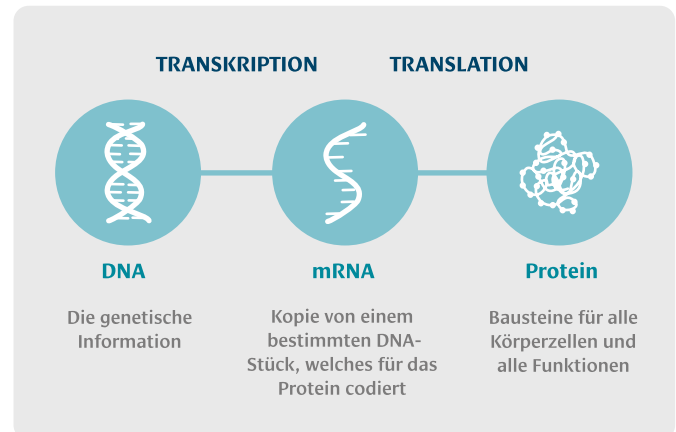 TRANSKRIPTION
TRANSLATION
DNA
mRNA
Protein
Die genetische
Information
Kopie von einem
bestimmten DNA-
Stück, welches für das
Protein codiert
Bausteine für alle
Körperzellen und
alle Funktionen